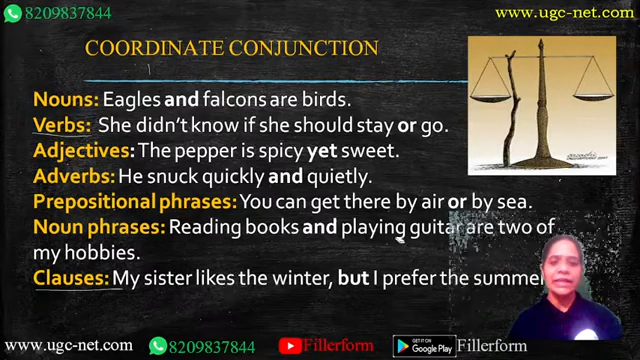 8209837844
www.ugc-net.com
COORDINATE CONJUNCTION
Nouns: Eagles and falcons are birds.
Verbs: She didn't know if she should stay or go.
Adjectives: The pepper is spicy yet sweet.
Adverbs: He snuck quickly and quietly.
Prepositional phrases: You can get there by air or by sea.
Noun phrases: Reading books and playing guitar are two of
my hobbies.
Clauses: My sister likes the winter, but I prefer the summer
www.ugc-net.com
8209837844
Fillerform
GET IT ON
Google Play
Fillerform